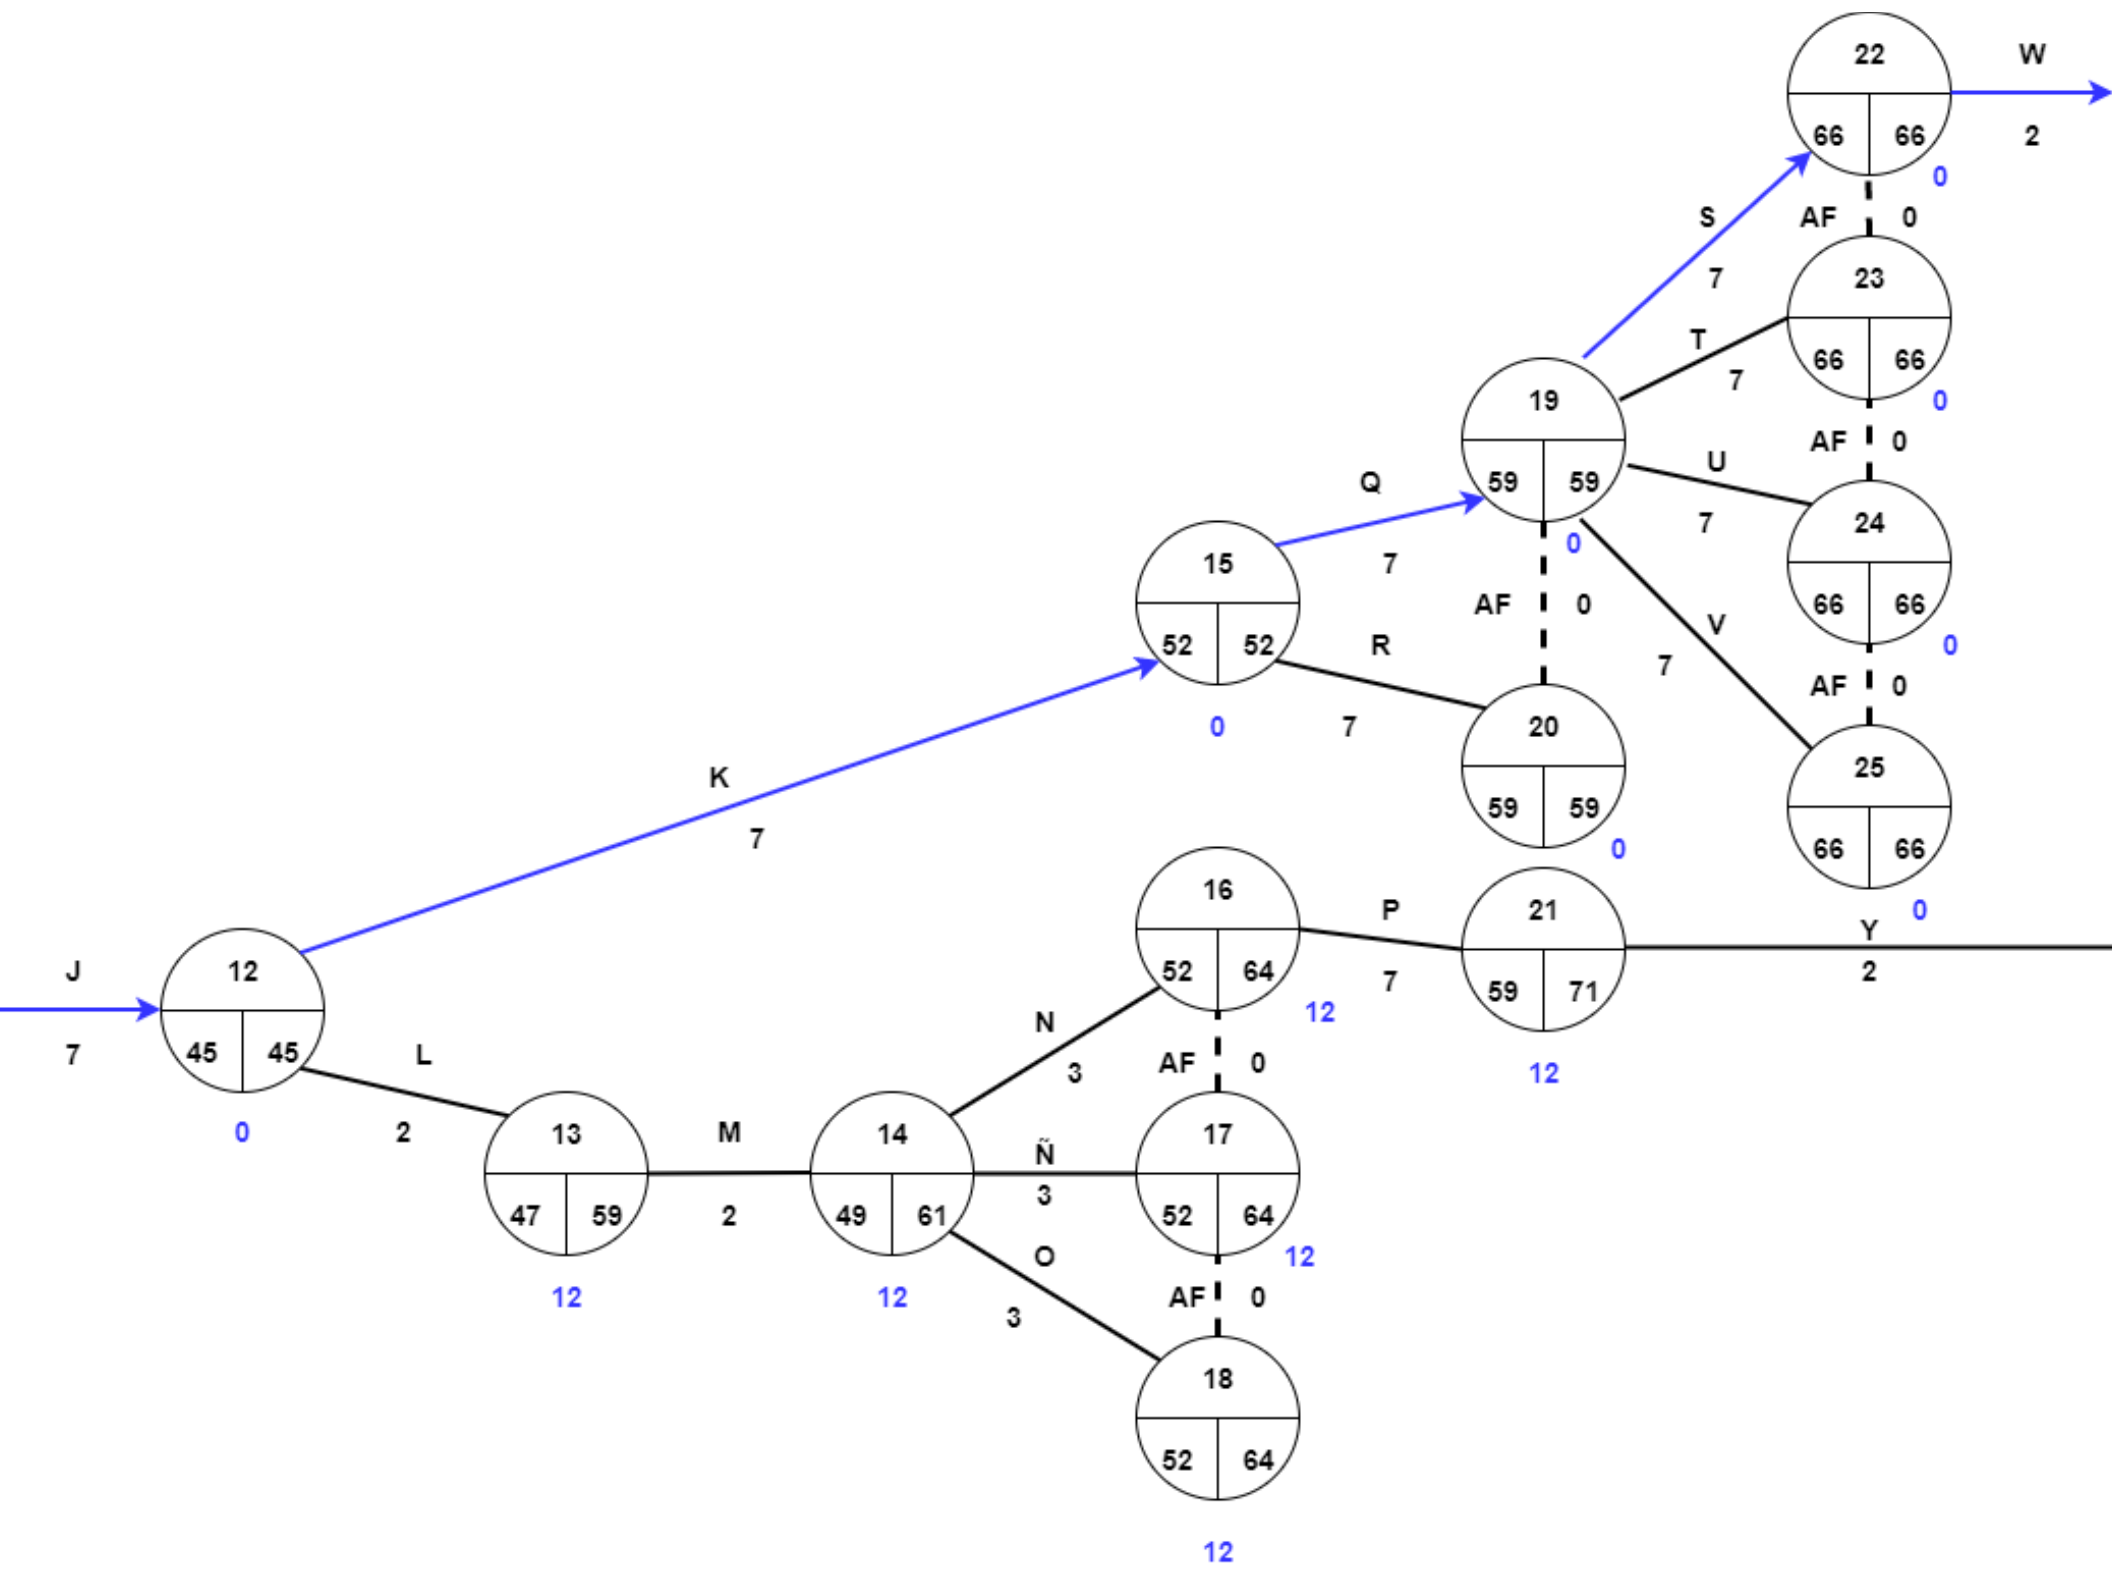 22 W
66 66 2
0
S AF 0
7 23
T 66 66
7 0
19 AF 0
U
Q 59 59 7 24
7 0 66 66
15 AF 0 V 0
52 52 R 7 AF 0
0 7 20 25
K 59 59 66 66
7 0 0
16 P 21 Y
J 12 52 64 7 59 71 2
7 45 45 L N 12 12
0 2 3 AF 0
13 M 14 Ñ 17
47 59 2 49 61 3 52 64
12 12 O 12
3 AF 0
18
52 64
12